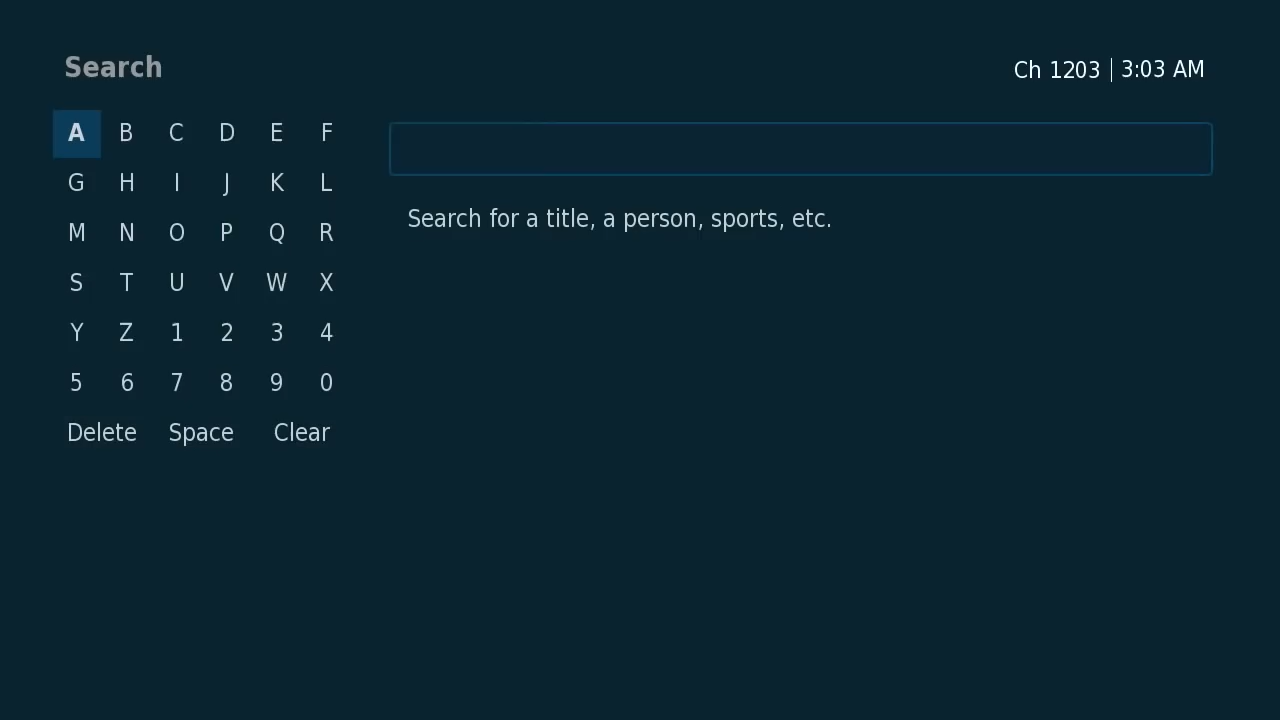 Search
Ch 1203 | 3:03 AM
A B C D E F
G H I J K L
M N O P Q R
S T U V W X
Y Z 1 2 3 4
5 6 7 8 9 0
Delete Space Clear
Search for a title, a person, sports, etc.